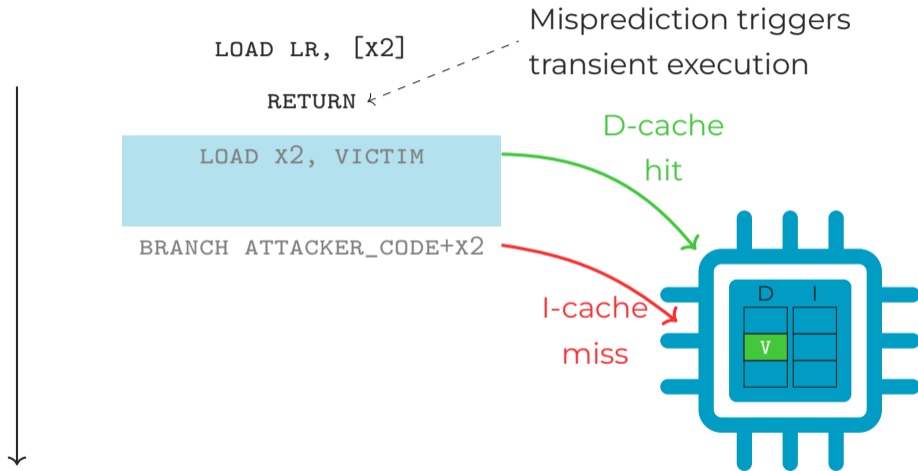 Misprediction triggers
transient execution
LOAD LR, [X2]
RETURN
LOAD X2, VICTIM
BRANCH ATTACKER_CODE+X2
D-cache
hit
I-cache
miss
D I
V